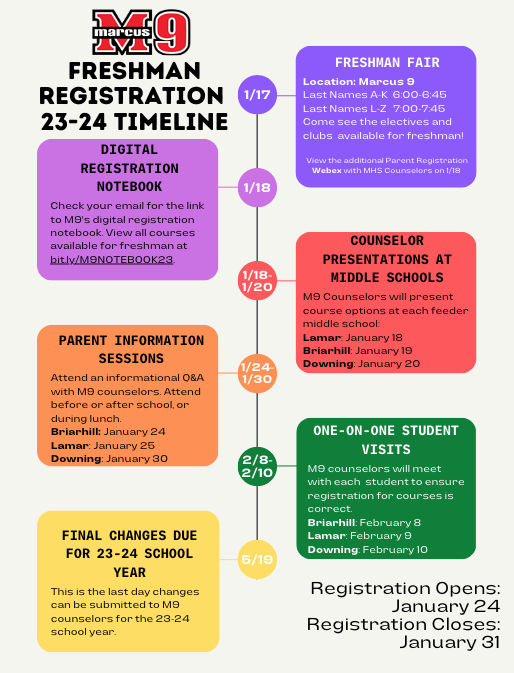 M9
marcus
FRESHMAN
REGISTRATION
23-24 TIMELINE
1/17
FRESHMAN FAIR
Location: Marcus 9
Last Names A-K 6:00-6:45
Last Names L-Z 7:00-7:45
Come see the electives and
clubs available for freshman!
View the additional Parent Registration
Webex with MHS Counselors on 1/18
DIGITAL
REGISTRATION
NOTEBOOK
Check your email for the link
to M9's digital registration
notebook. View all courses
available for freshman at
bit.ly/M9NOTEBOOK23.
1/18
1/18-
1/20
COUNSELOR
PRESENTATIONS AT
MIDDLE SCHOOLS
M9 Counselors will present
course options at each feeder
middle school:
Lamar: January 18
Briarhill: January 19
Downing: January 20
PARENT INFORMATION
SESSIONS
Attend an informational Q&A
with M9 counselors. Attend
before or after school, or
during lunch.
Briarhill: January 24
Lamar: January 25
Downing: January 30
1/24-
1/30
2/8-
2/10
ONE-ON-ONE STUDENT
VISITS
M9 counselors will meet
with each student to ensure
registration for courses is
correct.
Briarhill: February 8
Lamar: February 9
Downing: February 10
FINAL CHANGES DUE
FOR 23-24 SCHOOL
YEAR
This is the last day changes
can be submitted to M9
counselors for the 23-24
school year.
5/19
Registration Opens:
January 24
Registration Closes:
January 31